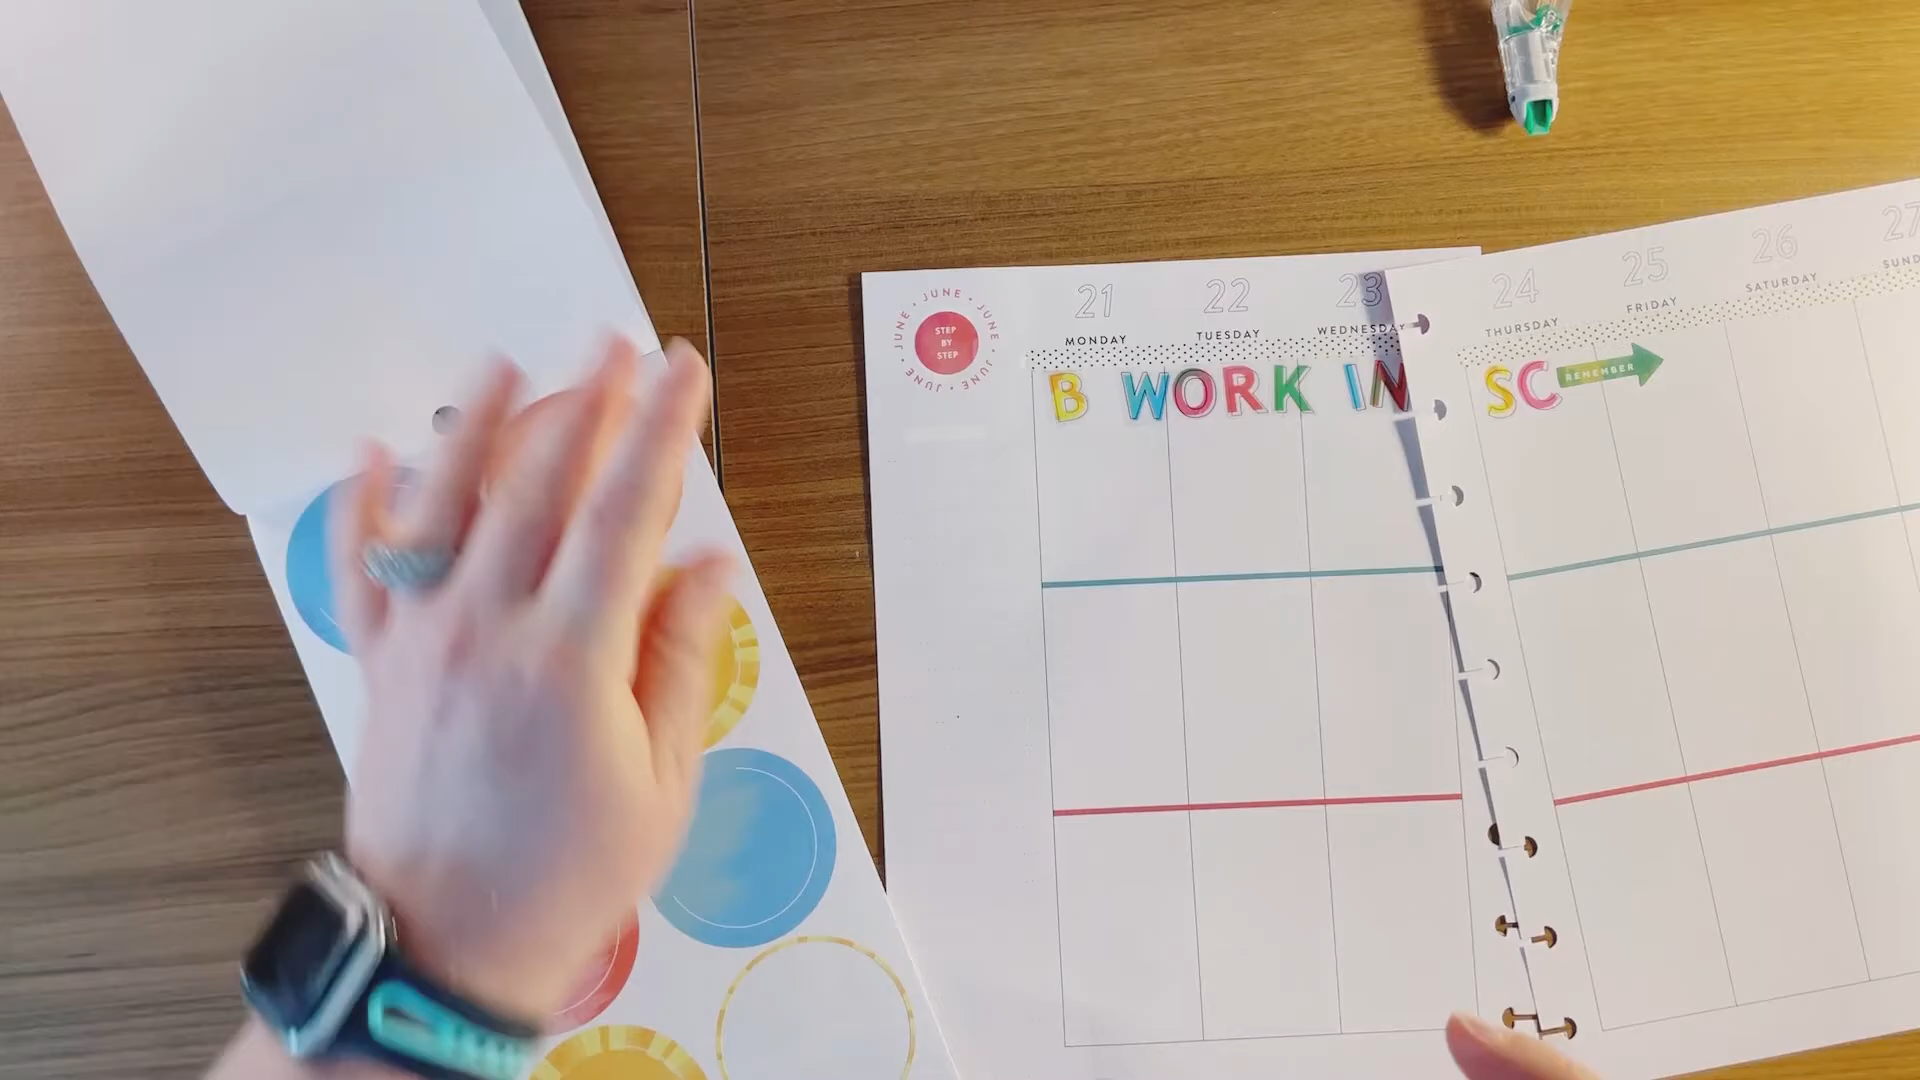 JUNE • JUNE • JUNE • JUNE •
STEP
BY
STEP
21 22 23 24 25 26 27
MONDAY TUESDAY WEDNESDAY THURSDAY FRIDAY SATURDAY
B WORK IN SC
REMEMBER